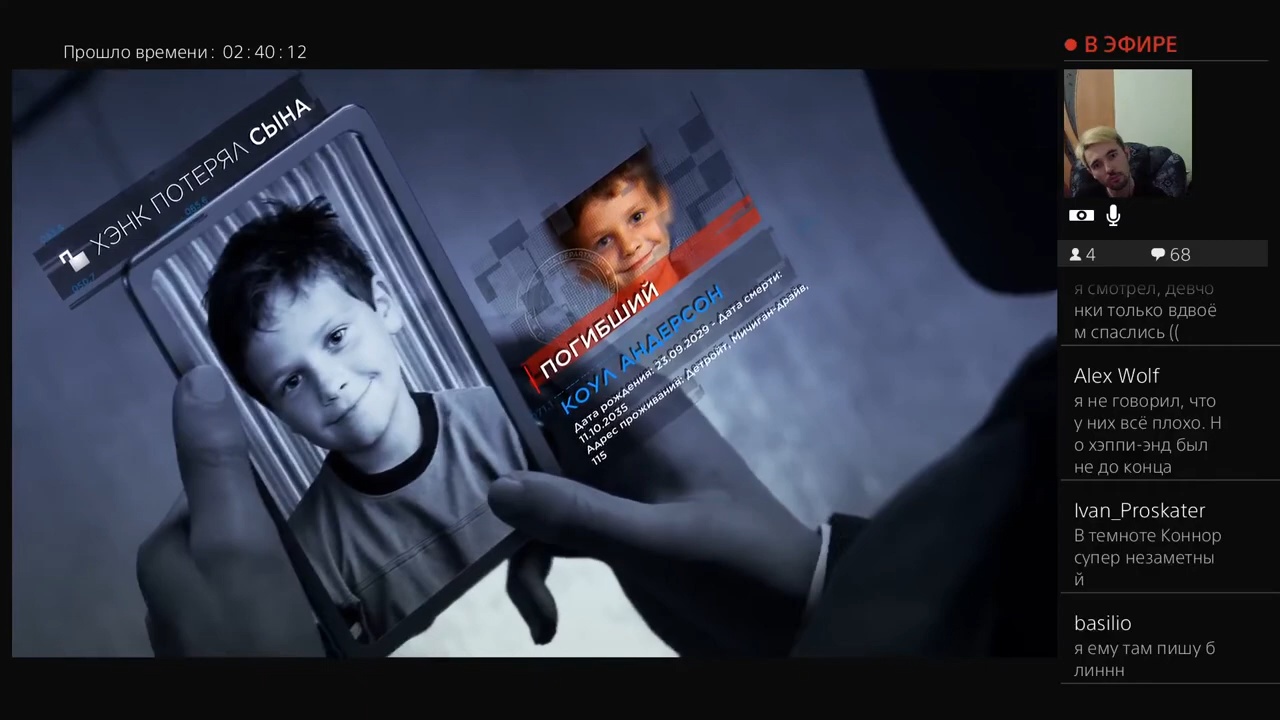 Прошло времени: 02:40:12
В ЭФИРЕ
ХЭНК ПОТЕРЯЛ СЫНА
ПОГИБШИЙ
КОУЛ АНДЕРСОН
Дата рождения: 23.09.2029 - Дата смерти:
11.10.2035
Адрес проживания: Детройт, Мичиган-драйв,
115
4 68
я смотрел, девчо
нки только вдвоё
м спаслись ((
Alex Wolf
я не говорил, что
у них всё плохо. Н
о хэппи-энд был
не до конца
Ivan_Proskater
В темноте Коннор
супер незаметны
й
basilio
я ему там пишу б
линнн